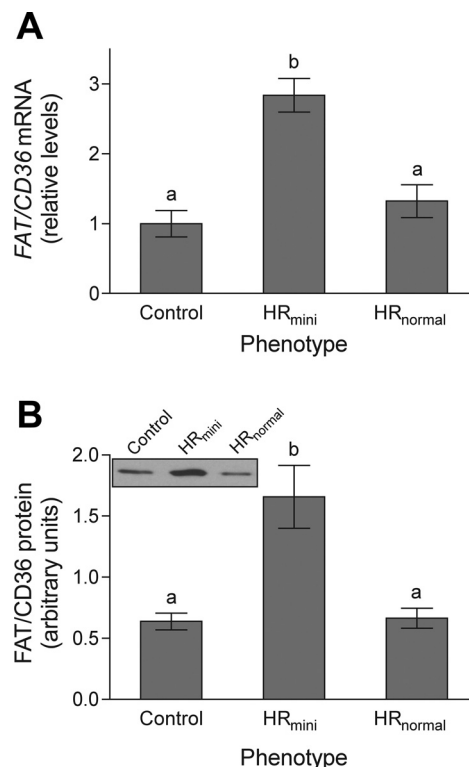 A
FAT/CD36 mRNA
(relative levels)
3
2
1
0
a
b
a
Control
HRmini
HRnormal
Phenotype
B
Control
HRmini
HRnormal
FAT/CD36 protein
(arbitrary units)
2.0
1.5
1.0
0.5
0.0
a
b
a
Control
HRmini
HRnormal
Phenotype